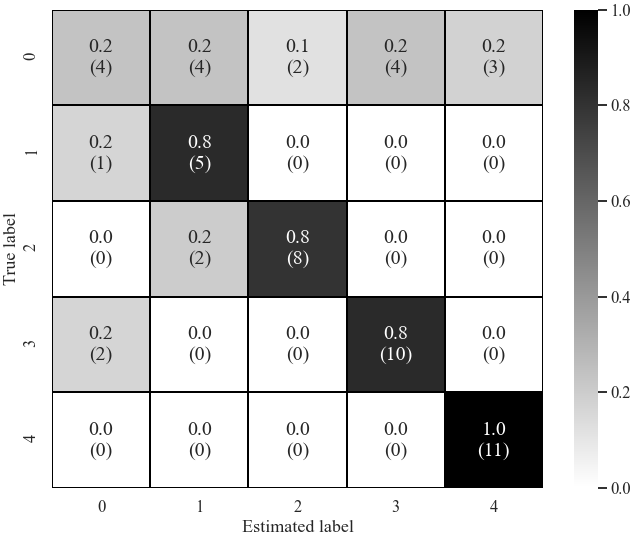 0.2 0.2 0.1 0.2 0.2
(4) (4) (2) (4) (3)
0.2 0.8 0.0 0.0 0.0
(1) (5) (0) (0) (0)
0.0 0.2 0.8 0.0 0.0
(0) (2) (8) (0) (0)
0.2 0.0 0.0 0.8 0.0
(2) (0) (0) (10) (0)
0.0 0.0 0.0 0.0 1.0
(0) (0) (0) (0) (11)
0
1
2
3
4
True label
0 1 2 3 4
Estimated label
1.0
0.8
0.6
0.4
0.2
0.0